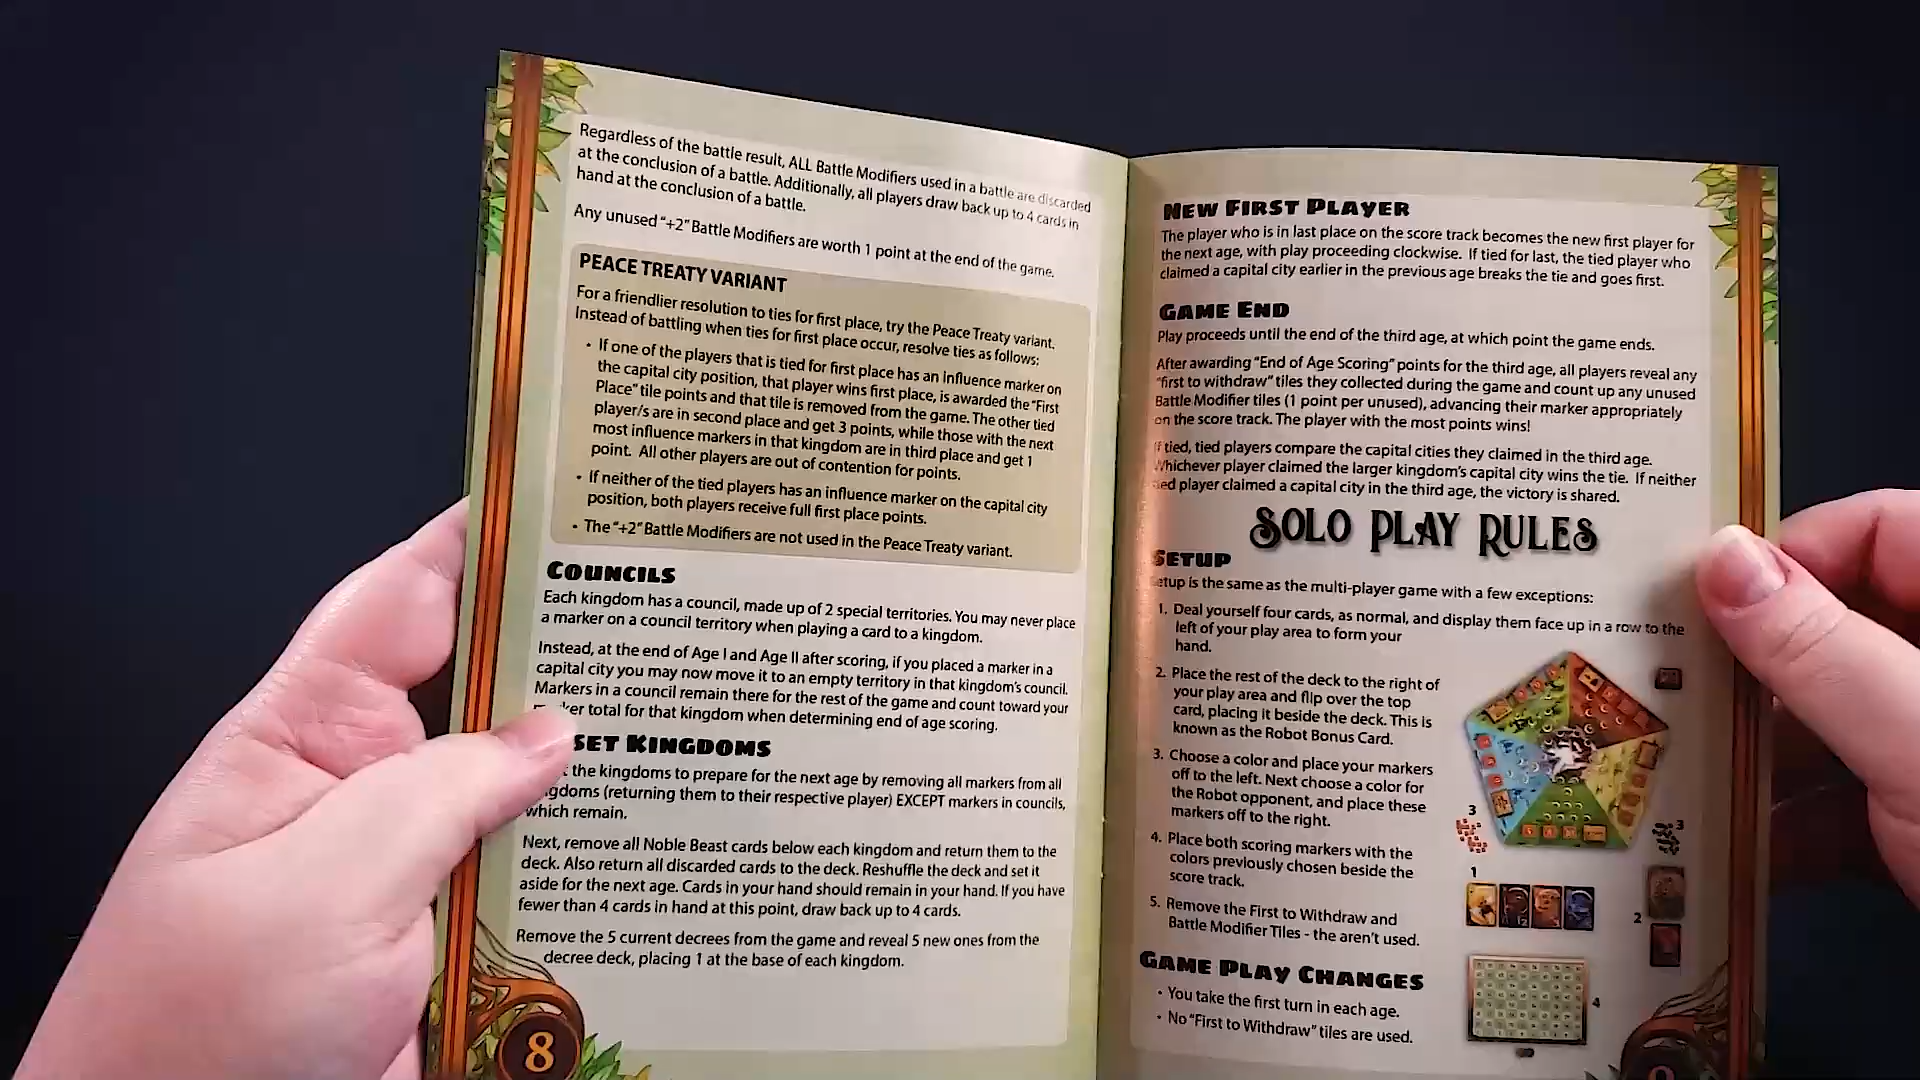 Regardless of the battle result, ALL Battle Modifiers used in a battle are discarded
at the conclusion of a battle. Additionally, all players draw back up to 4 cards in
hand at the conclusion of a battle.
Any unused “+2” Battle Modifiers are worth 1 point at the end of the game.
PEACE TREATY VARIANT
For a friendlier resolution to ties for first place, try the Peace Treaty variant.
Instead of battling when ties for first place occur, resolve ties as follows:
• If one of the players that is tied for first place has an influence marker on
the capital city position, that player wins first place, is awarded the “First
Place” tile points and that tile is removed from the game. The other tied
player/s are in second place and get 3 points, while those with the next
most influence markers in that kingdom are in third place and get 1
point. All other players are out of contention for points.
• If neither of the tied players has an influence marker on the capital city
position, both players receive full first place points.
• The “+2” Battle Modifiers are not used in the Peace Treaty variant.
COUNCILS
Each kingdom has a council, made up of 2 special territories. You may never place
a marker on a council territory when playing a card to a kingdom.
Instead, at the end of Age I and Age II after scoring, if you placed a marker in a
capital city you may now move it to an empty territory in that kingdom's council.
Markers in a council remain there for the rest of the game and count toward your
total for that kingdom when determining end of age scoring.
KINGDOMS
the kingdoms to prepare for the next age by removing all markers from all
(returning them to their respective player) EXCEPT markers in councils,
which remain.
Next, remove all Noble Beast cards below each kingdom and return them to the
deck. Also return all discarded cards to the deck. Reshuffle the deck and set it
aside for the next age. Cards in your hand should remain in your hand. If you have
fewer than 4 cards in hand at this point, draw back up to 4 cards.
Remove the 5 current decrees from the game and reveal 5 new ones from the
decree deck, placing 1 at the base of each kingdom.
8
NEW FIRST PLAYER
The player who is in last place on the score track becomes the new first player for
the next age, with play proceeding clockwise. If tied for last, the tied player who
claimed a capital city earlier in the previous age breaks the tie and goes first.
GAME END
Play proceeds until the end of the third age, at which point the game ends.
After awarding “End of Age Scoring” points for the third age, all players reveal any
“first to withdraw” tiles they collected during the game and count up any unused
Battle Modifier tiles (1 point per unused), advancing their marker appropriately
on the score track. The player with the most points wins!
If tied, tied players compare the capital cities they claimed in the third age.
Whichever player claimed the larger kingdom's capital city wins the tie. If neither
tied player claimed a capital city in the third age, the victory is shared.
SOLO PLAY RULES
SETUP
Setup is the same as the multi-player game with a few exceptions:
1. Deal yourself four cards, as normal, and display them face up in a row to the
left of your play area to form your
hand.
2. Place the rest of the deck to the right of
your play area and flip over the top
card, placing it beside the deck. This is
known as the Robot Bonus Card.
3. Choose a color and place your markers
off to the left. Next choose a color for
the Robot opponent, and place these
markers off to the right.
4. Place both scoring markers with the
colors previously chosen beside the
score track.
5. Remove the First to Withdraw and
Battle Modifier Tiles - the aren't used.
3
3
1
2
4
GAME PLAY CHANGES
• You take the first turn in each age.
• No “First to Withdraw” tiles are used.